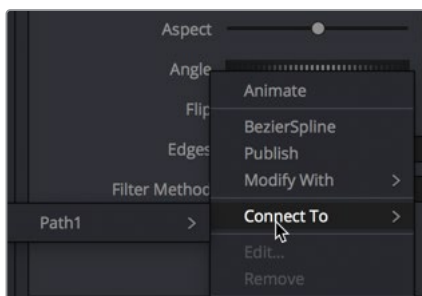 Aspect
Angle
Animate
Flip
BezierSpline
Edges
Publish
Filter Method
Modify With >
Path1 >
Connect To >
Edit...
Remove